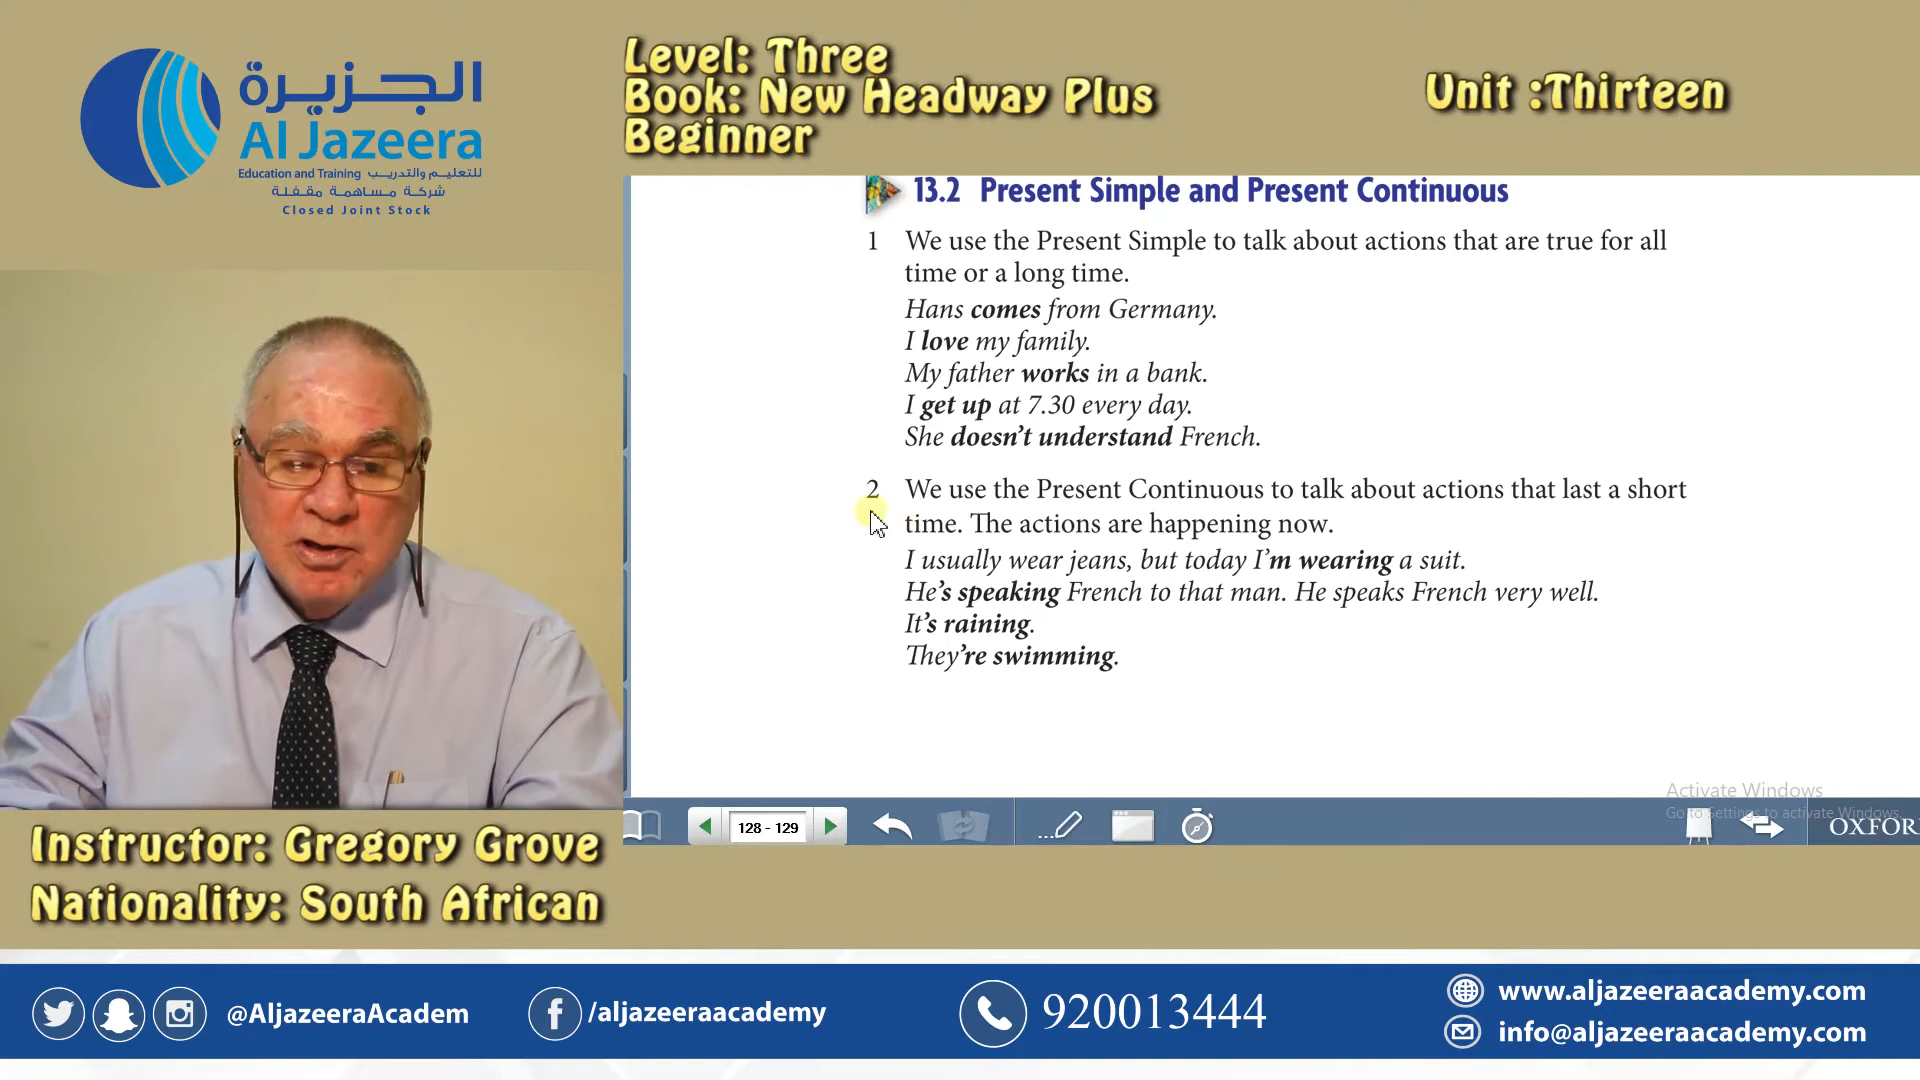 الجزيرة
Al Jazeera
Education and Training للتعليم والتدريب
شركة مساهمة مقفلة
Closed Joint Stock
Level: Three
Book: New Headway Plus
Beginner
Unit :Thirteen
13.2 Present Simple and Present Continuous
1 We use the Present Simple to talk about actions that are true for all
time or a long time.
Hans comes from Germany.
I love my family.
My father works in a bank.
I get up at 7.30 every day.
She doesn't understand French.
2 We use the Present Continuous to talk about actions that last a short
time. The actions are happening now.
I usually wear jeans, but today I'm wearing a suit.
He's speaking French to that man. He speaks French very well.
It's raining.
They're swimming.
Activate Windows
Go to Settings to activate Windows.
128 - 129
OXFOR
Instructor: Gregory Grove
Nationality: South African
@AljazeeraAcadem
/aljazeeraacademy
920013444
www.aljazeeraacademy.com
info@aljazeeraacademy.com